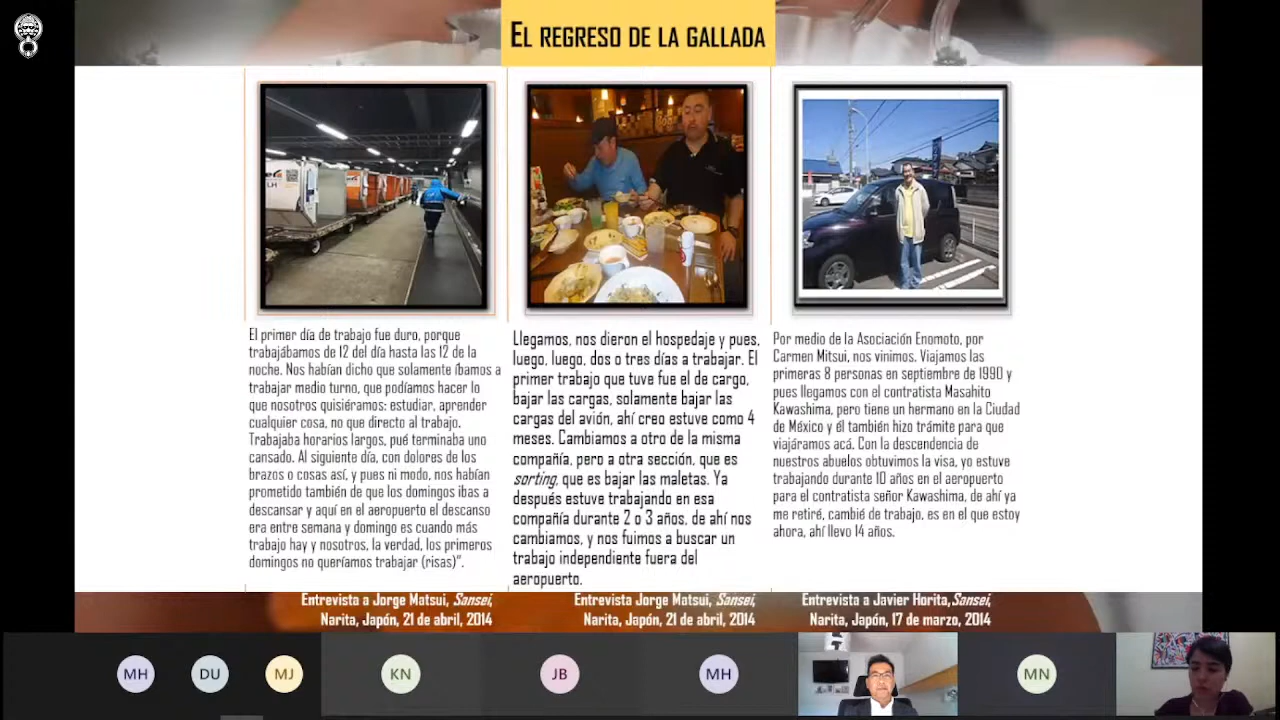 EL REGRESO DE LA GALLADA
LH
El primer día de trabajo fue duro, porque
trabajábamos de 12 del día hasta las 12 de la
noche. Nos habían dicho que solamente íbamos a
trabajar medio turno, que podíamos hacer lo
que nosotros quisiéramos: estudiar, aprender
cualquier cosa, no que directo al trabajo.
Trabajaba horarios largos, pué terminaba uno
cansado. Al siguiente día, con dolores de los
brazos o cosas así, y pues ni modo, nos habían
prometido también de que los domingos ibas a
descansar y aquí en el aeropuerto el descanso
era entre semana y domingo es cuando más
trabajo hay y nosotros, la verdad, los primeros
domingos no queríamos trabajar (risas)”.
Entrevista a Jorge Matsui, Sansei,
Narita, Japón, 21 de abril, 2014
Llegamos, nos dieron el hospedaje y pues,
luego, luego, dos o tres días a trabajar. El
primer trabajo que tuve fue el de cargo,
bajar las cargas, solamente bajar las
cargas del avión, ahí creo estuve como 4
meses. Cambiamos a otro de la misma
compañía, pero a otra sección, que es
sorting, que es bajar las maletas. Ya
después estuve trabajando en esa
compañía durante 2 o 3 años, de ahí nos
cambiamos, y nos fuimos a buscar un
trabajo independiente fuera del
aeropuerto.
Entrevista Jorge Matsui, Sansei,
Narita, Japón, 21 de abril, 2014
Por medio de la Asociación Enomoto, por
Carmen Mitsui, nos vinimos. Viajamos las
primeras 8 personas en septiembre de 1990 y
pues llegamos con el contratista Masahito
Kawashima, pero tiene un hermano en la Ciudad
de México y él también hizo trámite para que
viajáramos acá. Con la descendencia de
nuestros abuelos obtuvimos la visa, yo estuve
trabajando durante 10 años en el aeropuerto
para el contratista señor Kawashima, de ahí ya
me retiré, cambié de trabajo, es en el que estoy
ahora, ahí llevo 14 años.
Entrevista a Javier Horita,Sansei,
Narita, Japón, 17 de marzo, 2014
MH
DU
MJ
KN
JB
MH
MN